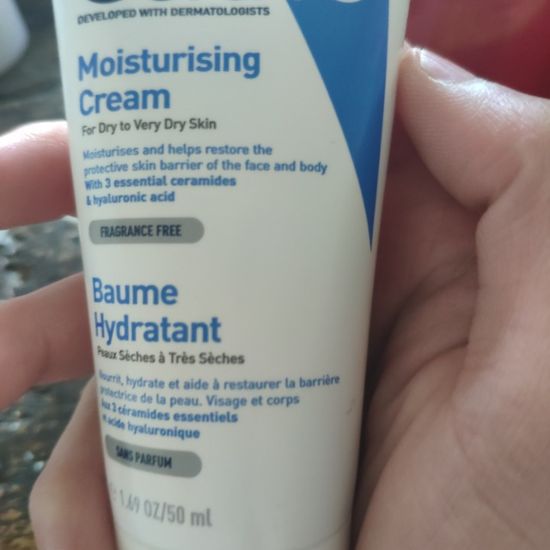 DEVELOPED WITH DERMATOLOGISTS
Moisturising
Cream
For Dry to Very Dry Skin
Moisturises and helps restore the
protective skin barrier of the face and body
With 3 essential ceramides
& hyaluronic acid
FRAGRANCE FREE
Baume
Hydratant
Peaux Sèches à Très Sèches
Nourrit, hydrate et aide à restaurer la barrière
protectrice de la peau. Visage et corps
Aux 3 céramides essentiels
et acide hyaluronique
SANS PARFUM
1.69 OZ/50 ml